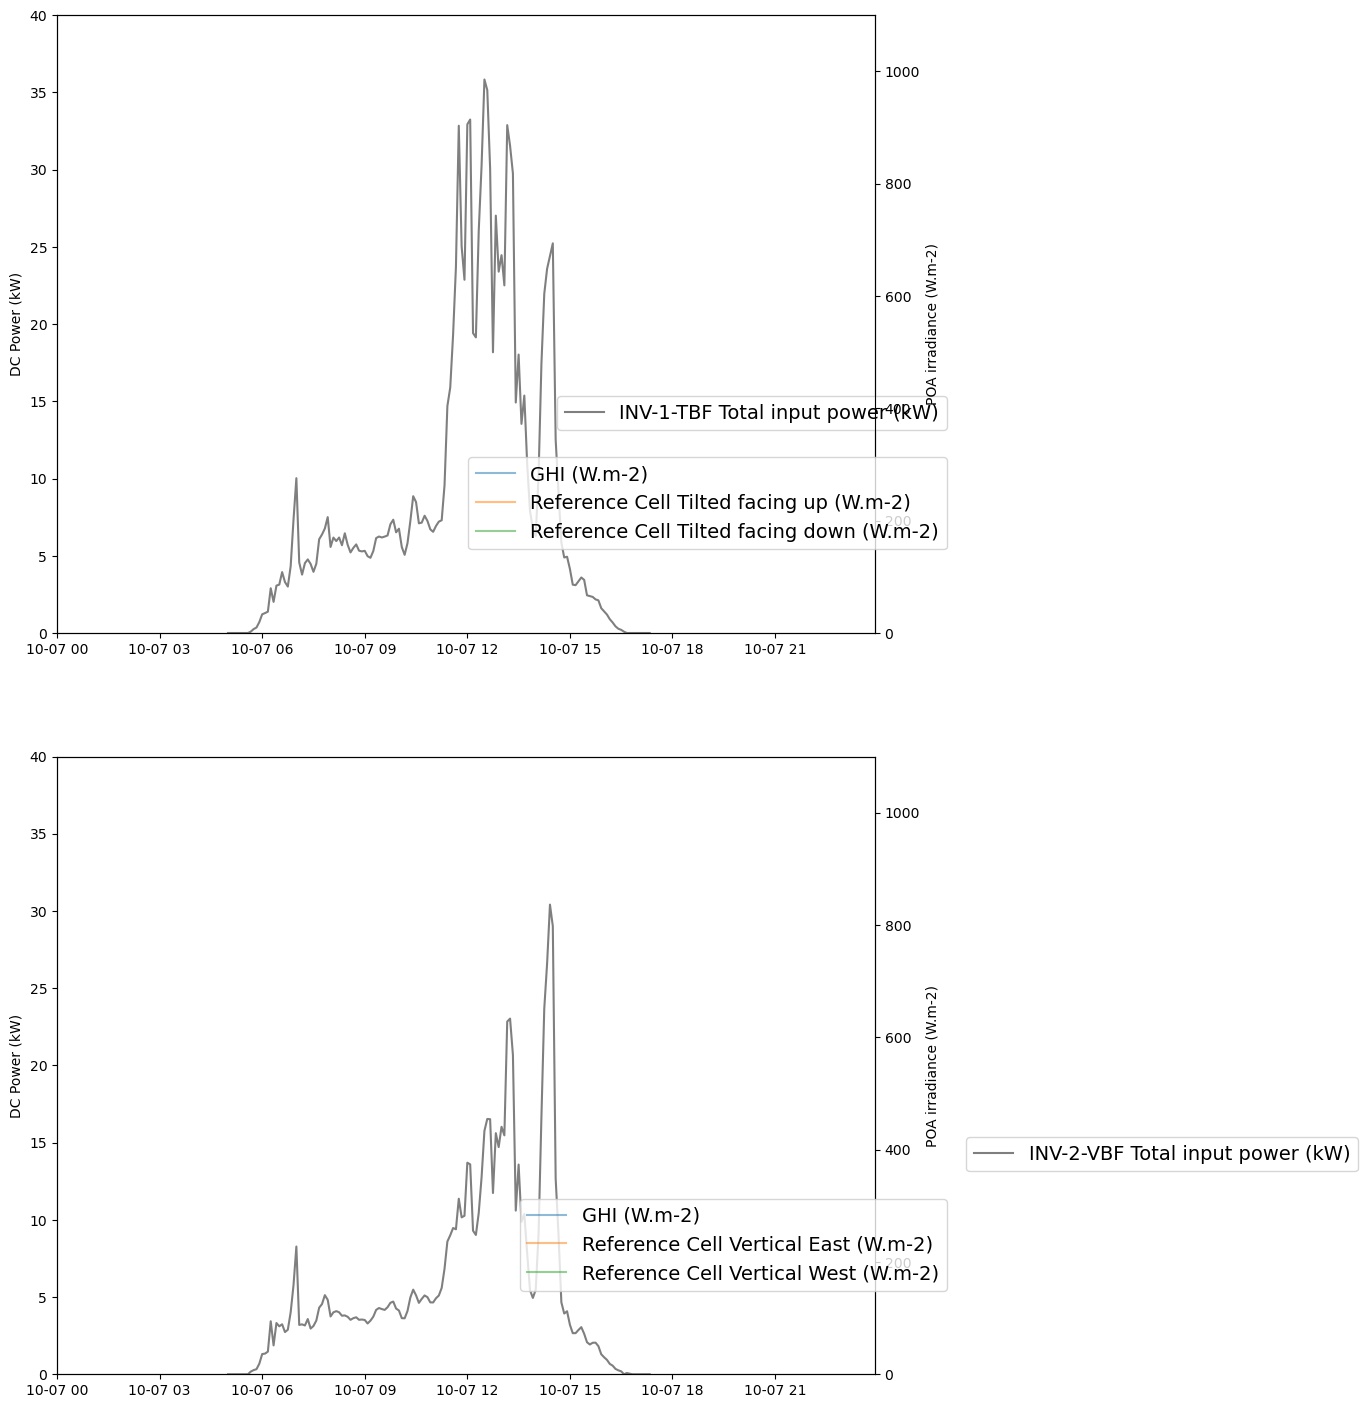 40
35
30
25
20
15
10
5
0
DC Power (kW)
1000
800
600
400
200
0
POA irradiance (W.m-2)
INV-1-TBF Total input power (kW)
GHI (W.m-2)
Reference Cell Tilted facing up (W.m-2)
Reference Cell Tilted facing down (W.m-2)
10-07 00 10-07 03 10-07 06 10-07 09 10-07 12 10-07 15 10-07 18 10-07 21
40
35
30
25
20
15
10
5
0
DC Power (kW)
1000
800
600
400
200
0
POA irradiance (W.m-2)
INV-2-VBF Total input power (kW)
GHI (W.m-2)
Reference Cell Vertical East (W.m-2)
Reference Cell Vertical West (W.m-2)
10-07 00 10-07 03 10-07 06 10-07 09 10-07 12 10-07 15 10-07 18 10-07 21